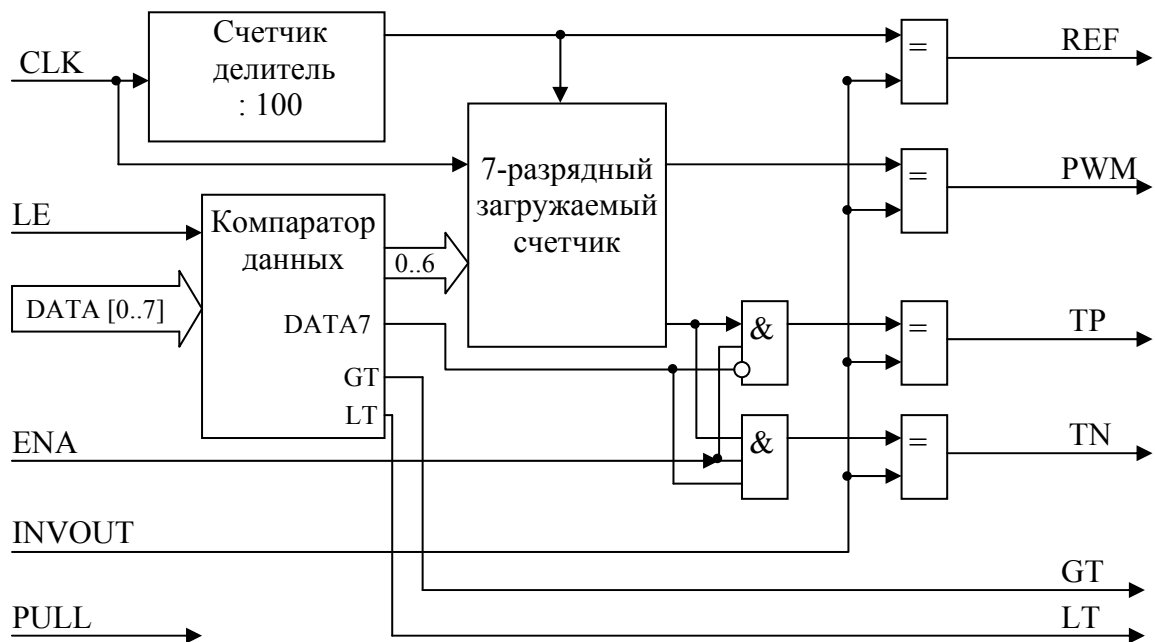 Счетчик
делитель
: 100
CLK
=
REF
7-разрядный
загружаемый
счетчик
=
PWM
LE
Компаратор
данных
0..6
DATA [0..7]
DATA7
&
=
TP
GT
LT
ENA
&
=
TN
INVOUT
GT
PULL
LT